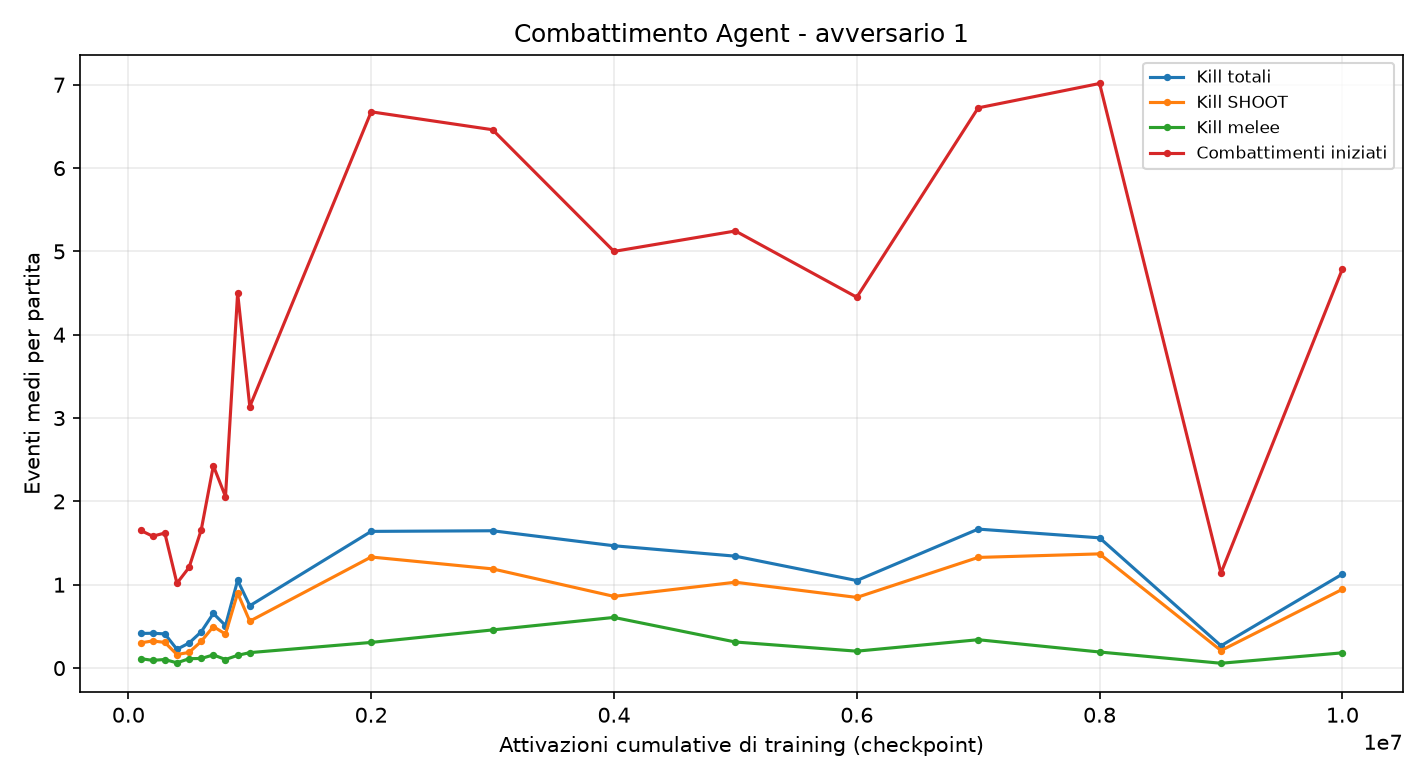 Combattimento Agent - avversario 1
Kill totali
Kill SHOOT
Kill melee
Combattimenti iniziati
Eventi medi per partita
7
6
5
4
3
2
1
0
0.0 0.2 0.4 0.6 0.8 1.0
1e7
Attivazioni cumulative di training (checkpoint)